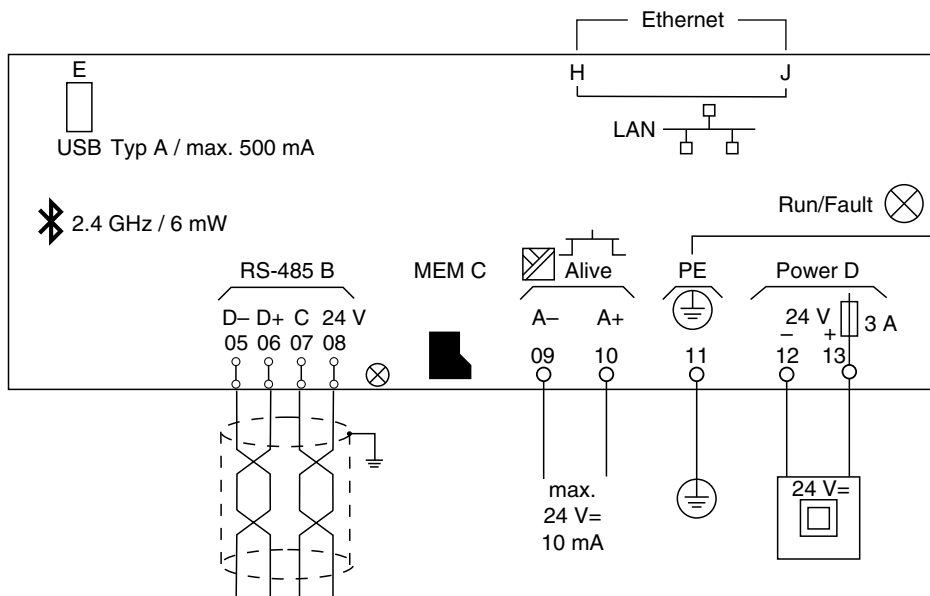 Ethernet
E
H J
USB Typ A / max. 500 mA
LAN
2.4 GHz / 6 mW
Run/Fault
RS-485 B MEM C Alive PE Power D
D– D+ C 24 V A– A+ – 24 V + 3 A
05 06 07 08 09 10 11 12 13
max.
24 V=
10 mA
24 V=